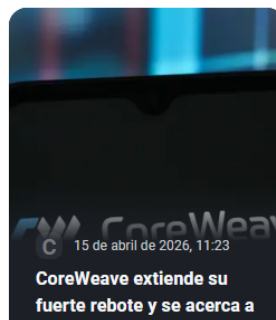 CoreWeav
C
15 de abril de 2026, 11:23
CoreWeave extiende su
fuerte rebote y se acerca a